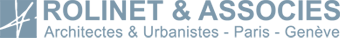 ROLINET & ASSOCIES
Architectes & Urbanistes - Paris - Genève